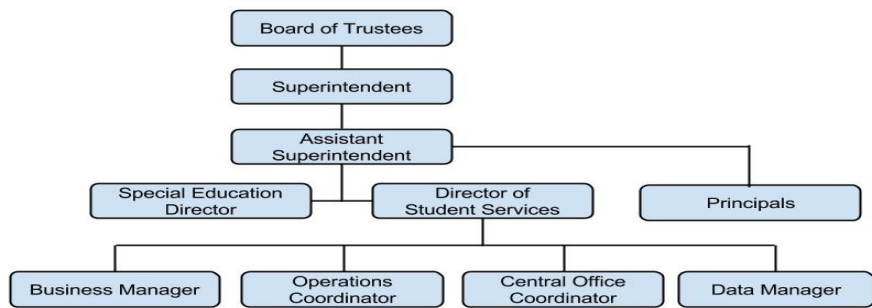 Board of Trustees
Superintendent
Assistant
Superintendent
Special Education
Director
Director of
Student Services
Principals
Business Manager
Operations
Coordinator
Central Office
Coordinator
Data Manager